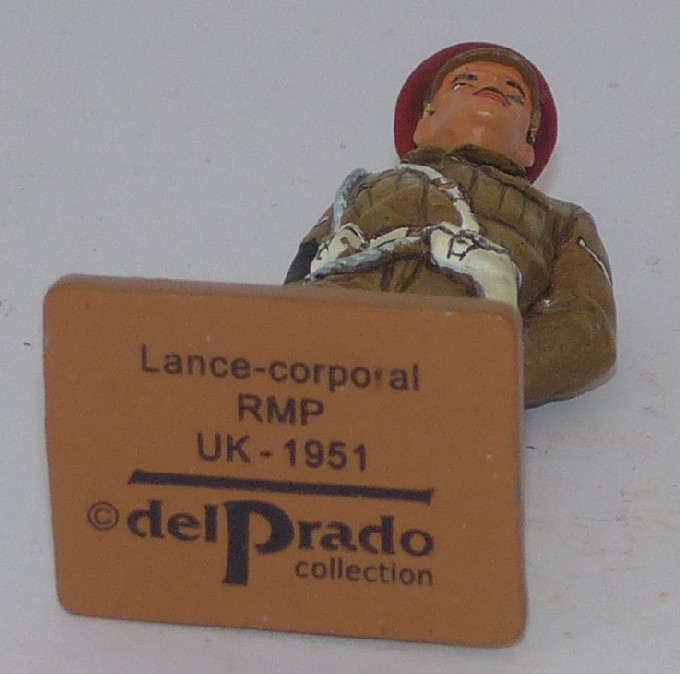 Lance-corporal
RMP
UK - 1951
© delPrado
collection